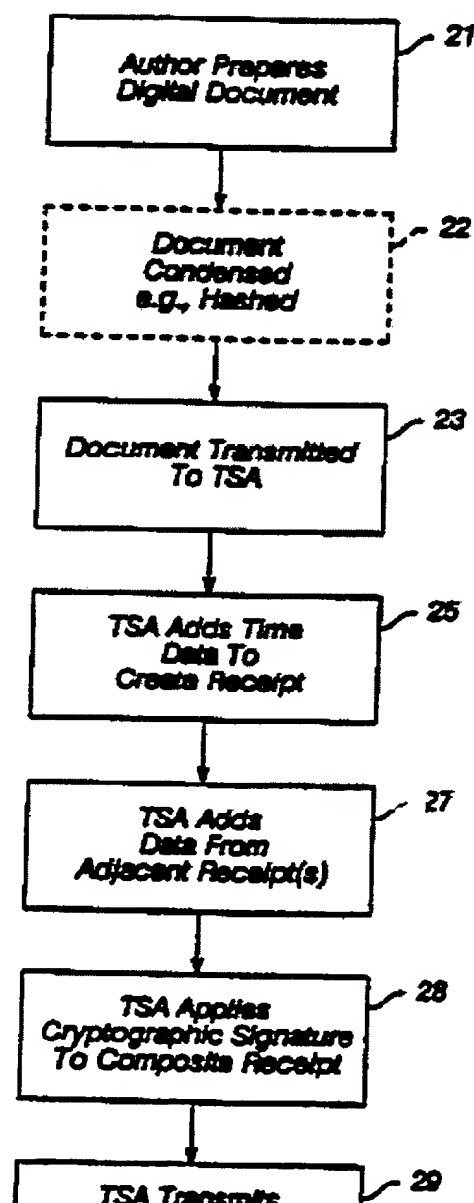 21
Author Prepares
Digital Document
22
Document
Condensed
e.g., Hashed
23
Document Transmitted
To TSA
25
TSA Adds Time
Data To
Create Receipt
27
TSA Adds
Data From
Adjacent Receipt(s)
28
TSA Applies
Cryptographic Signature
To Composite Receipt
29
TSA Transmits